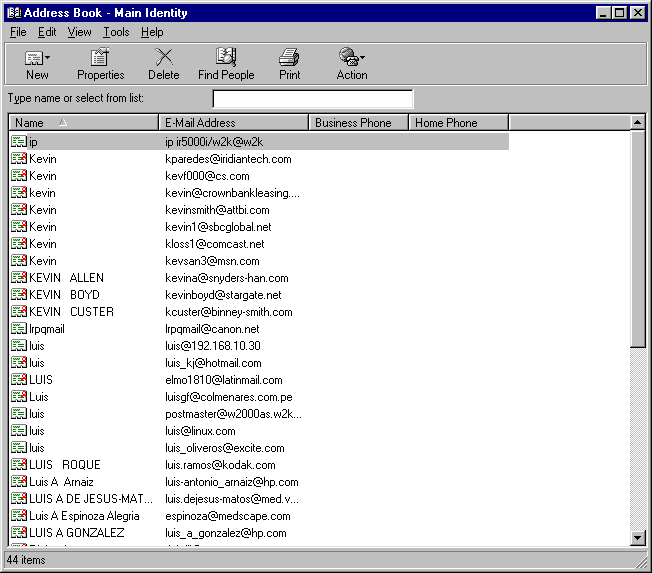 Address Book - Main Identity
File Edit View Tools Help
New Properties Delete Find People Print Action
Type name or select from list:
Name E-Mail Address Business Phone Home Phone
ip ip ir5000i/w2k@w2k
Kevin kparedes@iridiantech.com
Kevin kevf000@cs.com
kevin kevin@crownbankleasing....
Kevin kevinsmith@attbi.com
Kevin kevin1@sbcglobal.net
Kevin kloss1@comcast.net
Kevin kevsan3@msn.com
KEVIN ALLEN kevina@snyders-han.com
KEVIN BOYD kevinboyd@stargate.net
KEVIN CUSTER kcuster@binney-smith.com
lrpqmail lrpqmail@canon.net
luis luis@192.168.10.30
luis luis_kj@hotmail.com
LUIS elmo1810@latinmail.com
Luis luisgf@colmenares.com.pe
luis postmaster@w2000as.w2k...
luis luis@linux.com
luis luis_oliveros@excite.com
LUIS ROQUE luis.ramos@kodak.com
Luis A Arnaiz luis-antonio_arnaiz@hp.com
LUIS A DE JESUS-MAT... luis.dejesus-matos@med.v...
Luis A Espinoza Alegria espinoza@medscape.com
LUIS A GONZALEZ luis_a_gonzalez@hp.com
44 items